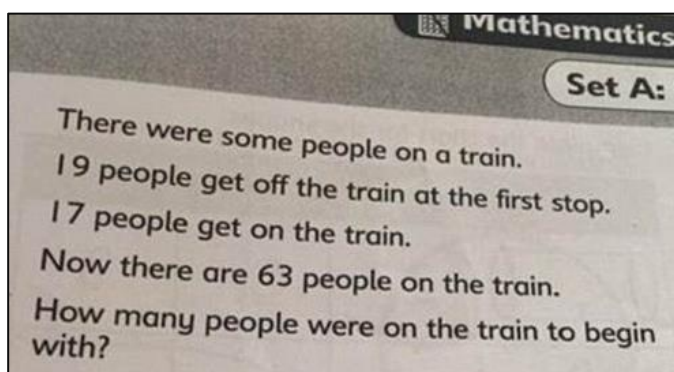 Mathematics
Set A:
There were some people on a train.
19 people get off the train at the first stop.
17 people get on the train.
Now there are 63 people on the train.
How many people were on the train to begin
with?